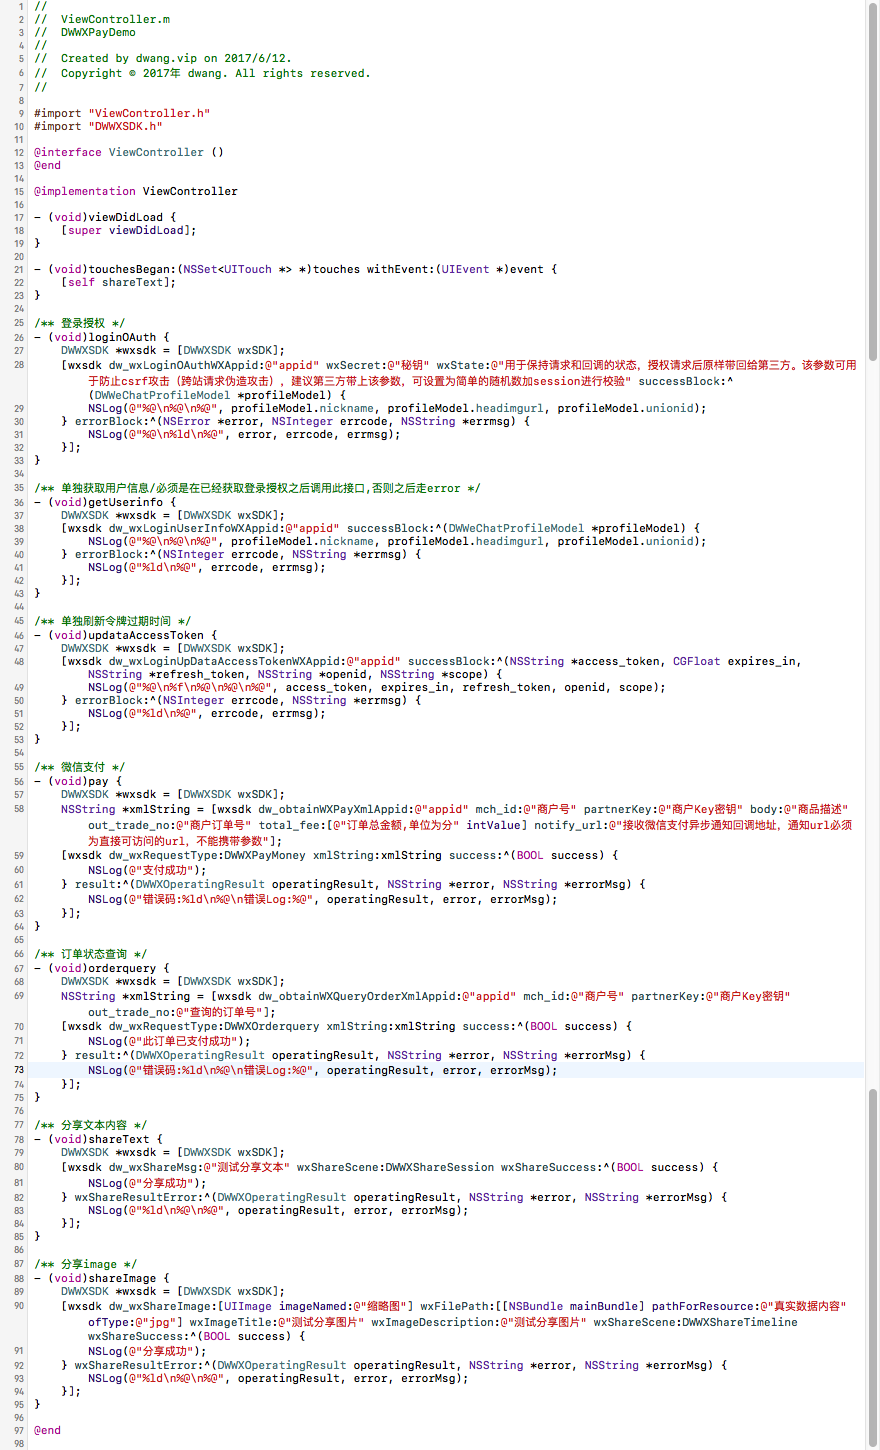 1 //
2 //  ViewController.m
3 //  DWWXPayDemo
4 //
5 //  Created by dwang.vip on 2017/6/12.
6 //  Copyright © 2017年 dwang. All rights reserved.
7 //
8
9 #import "ViewController.h"
10 #import "DWWXSDK.h"
11
12 @interface ViewController ()
13 @end
14
15 @implementation ViewController
16
17 - (void)viewDidLoad {
18     [super viewDidLoad];
19 }
20
21 - (void)touchesBegan:(NSSet<UITouch *> *)touches withEvent:(UIEvent *)event {
22     [self shareText];
23 }
24
25 /** 登录授权 */
26 - (void)loginOAuth {
27     DWWXSDK *wxsdk = [DWWXSDK wxSDK];
28     [wxsdk dw_wxLoginOAuthWXAppid:@"appid" wxSecret:@"秘钥" wxState:@"用于保持请求和回调的状态，授权请求后原样带回给第三方。该参数可用
于防止csrf攻击（跨站请求伪造攻击），建议第三方带上该参数，可设置为简单的随机数加session进行校验" successBlock:^
(DWWeChatProfileModel *profileModel) {
29         NSLog(@"%@\n%@\n%@", profileModel.nickname, profileModel.headimgurl, profileModel.unionid);
30     } errorBlock:^(NSError *error, NSInteger errcode, NSString *errmsg) {
31         NSLog(@"%@\n%ld\n%@", error, errcode, errmsg);
32     }];
33 }
34
35 /** 单独获取用户信息/必须是在已经获取登录授权之后调用此接口,否则之后走error */
36 - (void)getUserinfo {
37     DWWXSDK *wxsdk = [DWWXSDK wxSDK];
38     [wxsdk dw_wxLoginUserInfoWXAppid:@"appid" successBlock:^(DWWeChatProfileModel *profileModel) {
39         NSLog(@"%@\n%@\n%@", profileModel.nickname, profileModel.headimgurl, profileModel.unionid);
40     } errorBlock:^(NSInteger errcode, NSString *errmsg) {
41         NSLog(@"%ld\n%@", errcode, errmsg);
42     }];
43 }
44
45 /** 单独刷新令牌过期时间 */
46 - (void)updataAccessToken {
47     DWWXSDK *wxsdk = [DWWXSDK wxSDK];
48     [wxsdk dw_wxLoginUpDataAccessTokenWXAppid:@"appid" successBlock:^(NSString *access_token, CGFloat expires_in,
NSString *refresh_token, NSString *openid, NSString *scope) {
49         NSLog(@"%@\n%f\n%@\n%@\n%@", access_token, expires_in, refresh_token, openid, scope);
50     } errorBlock:^(NSInteger errcode, NSString *errmsg) {
51         NSLog(@"%ld\n%@", errcode, errmsg);
52     }];
53 }
54
55 /** 微信支付 */
56 - (void)pay {
57     DWWXSDK *wxsdk = [DWWXSDK wxSDK];
58     NSString *xmlString = [wxsdk dw_obtainWXPayXmlAppid:@"appid" mch_id:@"商户号" partnerKey:@"商户Key密钥" body:@"商品描述"
out_trade_no:@"商户订单号" total_fee:[@"订单总金额,单位为分" intValue] notify_url:@"接收微信支付异步通知回调地址，通知url必须
为直接可访问的url，不能携带参数"];
59     [wxsdk dw_wxRequestType:DWWXPayMoney xmlString:xmlString success:^(BOOL success) {
60         NSLog(@"支付成功");
61     } result:^(DWWXOperatingResult operatingResult, NSString *error, NSString *errorMsg) {
62         NSLog(@"错误码:%ld\n%@\n错误Log:%@", operatingResult, error, errorMsg);
63     }];
64 }
65
66 /** 订单状态查询 */
67 - (void)orderquery {
68     DWWXSDK *wxsdk = [DWWXSDK wxSDK];
69     NSString *xmlString = [wxsdk dw_obtainWXQueryOrderXmlAppid:@"appid" mch_id:@"商户号" partnerKey:@"商户Key密钥"
out_trade_no:@"查询的订单号"];
70     [wxsdk dw_wxRequestType:DWWXOrderquery xmlString:xmlString success:^(BOOL success) {
71         NSLog(@"此订单已支付成功");
72     } result:^(DWWXOperatingResult operatingResult, NSString *error, NSString *errorMsg) {
73         NSLog(@"错误码:%ld\n%@\n错误Log:%@", operatingResult, error, errorMsg);
74     }];
75 }
76
77 /** 分享文本内容 */
78 - (void)shareText {
79     DWWXSDK *wxsdk = [DWWXSDK wxSDK];
80     [wxsdk dw_wxShareMsg:@"测试分享文本" wxShareScene:DWWXShareSession wxShareSuccess:^(BOOL success) {
81         NSLog(@"分享成功");
82     } wxShareResultError:^(DWWXOperatingResult operatingResult, NSString *error, NSString *errorMsg) {
83         NSLog(@"%ld\n%@\n%@", operatingResult, error, errorMsg);
84     }];
85 }
86
87 /** 分享image */
88 - (void)shareImage {
89     DWWXSDK *wxsdk = [DWWXSDK wxSDK];
90     [wxsdk dw_wxShareImage:[UIImage imageNamed:@"缩略图"] wxFilePath:[[NSBundle mainBundle] pathForResource:@"真实数据内容"
ofType:@"jpg"] wxImageTitle:@"测试分享图片" wxImageDescription:@"测试分享图片" wxShareScene:DWWXShareTimeline
wxShareSuccess:^(BOOL success) {
91         NSLog(@"分享成功");
92     } wxShareResultError:^(DWWXOperatingResult operatingResult, NSString *error, NSString *errorMsg) {
93         NSLog(@"%ld\n%@\n%@", operatingResult, error, errorMsg);
94     }];
95 }
96
97 @end
98